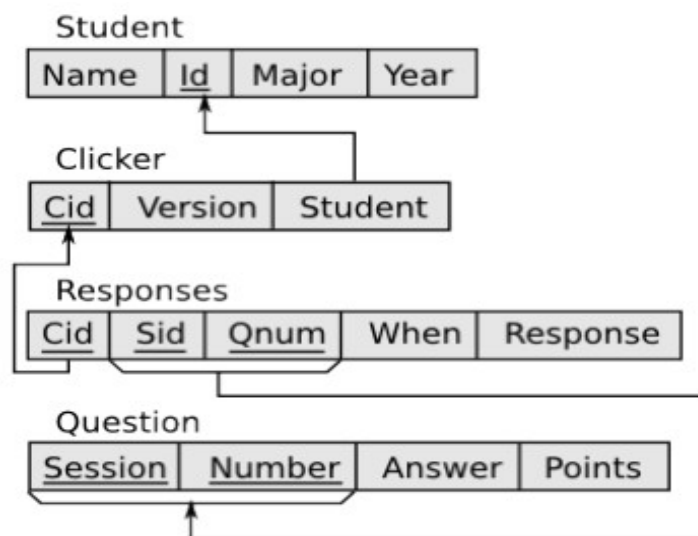 Student
Name Id Major Year
Clicker
Cid Version Student
Responses
Cid Sid Qnum When Response
Question
Session Number Answer Points